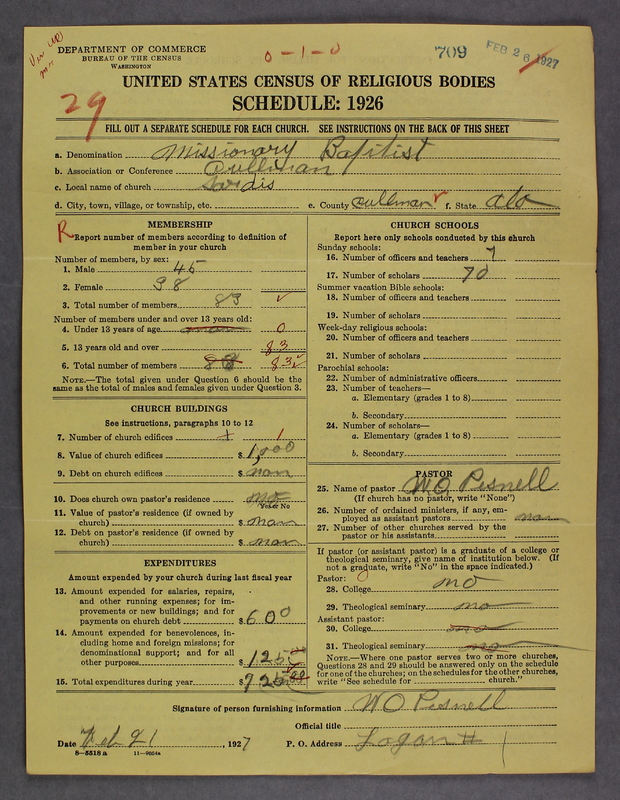 DEPARTMENT OF COMMERCE
BUREAU OF THE CENSUS
WASHINGTON
0-1-0
709
FEB 26 1927
UNITED STATES CENSUS OF RELIGIOUS BODIES
SCHEDULE: 1926
29
FILL OUT A SEPARATE SCHEDULE FOR EACH CHURCH. SEE INSTRUCTIONS ON THE BACK OF THIS SHEET
a. Denomination Missionary Baptist
b. Association or Conference Cullman
c. Local name of church Sardis
d. City, town, village, or township, etc. e. County Cullman f. State Ala
R
MEMBERSHIP
Report number of members according to definition of
member in your church
Number of members, by sex:
1. Male 45
2. Female 38
3. Total number of members 83
Number of members under and over 13 years old:
4. Under 13 years of age 0
5. 13 years old and over 83
6. Total number of members 88 83
NOTE.—The total given under Question 6 should be the
same as the total of males and females given under Question 3.
CHURCH BUILDINGS
See instructions, paragraphs 10 to 12
7. Number of church edifices 1 1
8. Value of church edifices $ 1,000
9. Debt on church edifices $ non
10. Does church own pastor's residence no
Yes or No
11. Value of pastor's residence (if owned by
church) $ non
12. Debt on pastor's residence (if owned by
church) $ non
EXPENDITURES
Amount expended by your church during last fiscal year
13. Amount expended for salaries, repairs,
and other running expenses; for im-
provements or new buildings; and for
payments on church debt $ 600
14. Amount expended for benevolences, in-
cluding home and foreign missions; for
denominational support; and for all
other purposes $ 125
15. Total expenditures during year $ 725
CHURCH SCHOOLS
Report here only schools conducted by this church
Sunday schools:
16. Number of officers and teachers 7
17. Number of scholars 70
Summer vacation Bible schools:
18. Number of officers and teachers
19. Number of scholars
Week-day religious schools:
20. Number of officers and teachers
21. Number of scholars
Parochial schools:
22. Number of administrative officers
23. Number of teachers—
a. Elementary (grades 1 to 8)
b. Secondary
24. Number of scholars—
a. Elementary (grades 1 to 8)
b. Secondary
PASTOR
25. Name of pastor W O Pesnell
(If church has no pastor, write "None")
26. Number of ordained ministers, if any, em-
ployed as assistant pastors non
27. Number of other churches served by the
pastor or his assistants
If pastor (or assistant pastor) is a graduate of a college or
theological seminary, give name of institution below. (If
not a graduate, write "No" in the space indicated.)
Pastor:
28. College no
29. Theological seminary no
Assistant pastor:
30. College no
31. Theological seminary no
NOTE.—Where one pastor serves two or more churches,
Questions 28 and 29 should be answered only on the schedule
for one of the churches; on the schedules for the other churches,
write "See schedule for church."
Signature of person furnishing information W O Pesnell
Official title
Date Feb 21, 1927 P. O. Address Logan
8-5518 a 11-9054a